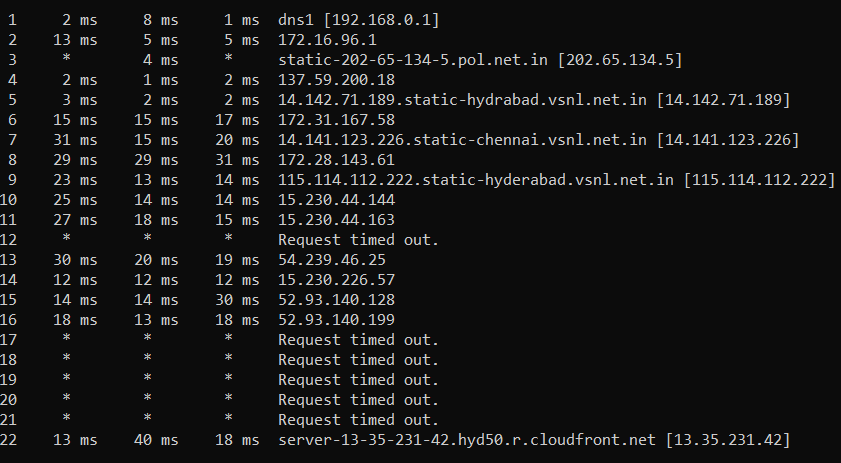 1 2 ms 8 ms 1 ms dns1 [192.168.0.1]
2 13 ms 5 ms 5 ms 172.16.96.1
3 * 4 ms * static-202-65-134-5.pol.net.in [202.65.134.5]
4 2 ms 1 ms 2 ms 137.59.200.18
5 3 ms 2 ms 2 ms 14.142.71.189.static-hydrabad.vsnl.net.in [14.142.71.189]
6 15 ms 15 ms 17 ms 172.31.167.58
7 31 ms 15 ms 20 ms 14.141.123.226.static-chennai.vsnl.net.in [14.141.123.226]
8 29 ms 29 ms 31 ms 172.28.143.61
9 23 ms 13 ms 14 ms 115.114.112.222.static-hyderabad.vsnl.net.in [115.114.112.222]
10 25 ms 14 ms 14 ms 15.230.44.144
11 27 ms 18 ms 15 ms 15.230.44.163
12 * * * Request timed out.
13 30 ms 20 ms 19 ms 54.239.46.25
14 12 ms 12 ms 12 ms 15.230.226.57
15 14 ms 14 ms 30 ms 52.93.140.128
16 18 ms 13 ms 18 ms 52.93.140.199
17 * * * Request timed out.
18 * * * Request timed out.
19 * * * Request timed out.
20 * * * Request timed out.
21 * * * Request timed out.
22 13 ms 40 ms 18 ms server-13-35-231-42.hyd50.r.cloudfront.net [13.35.231.42]